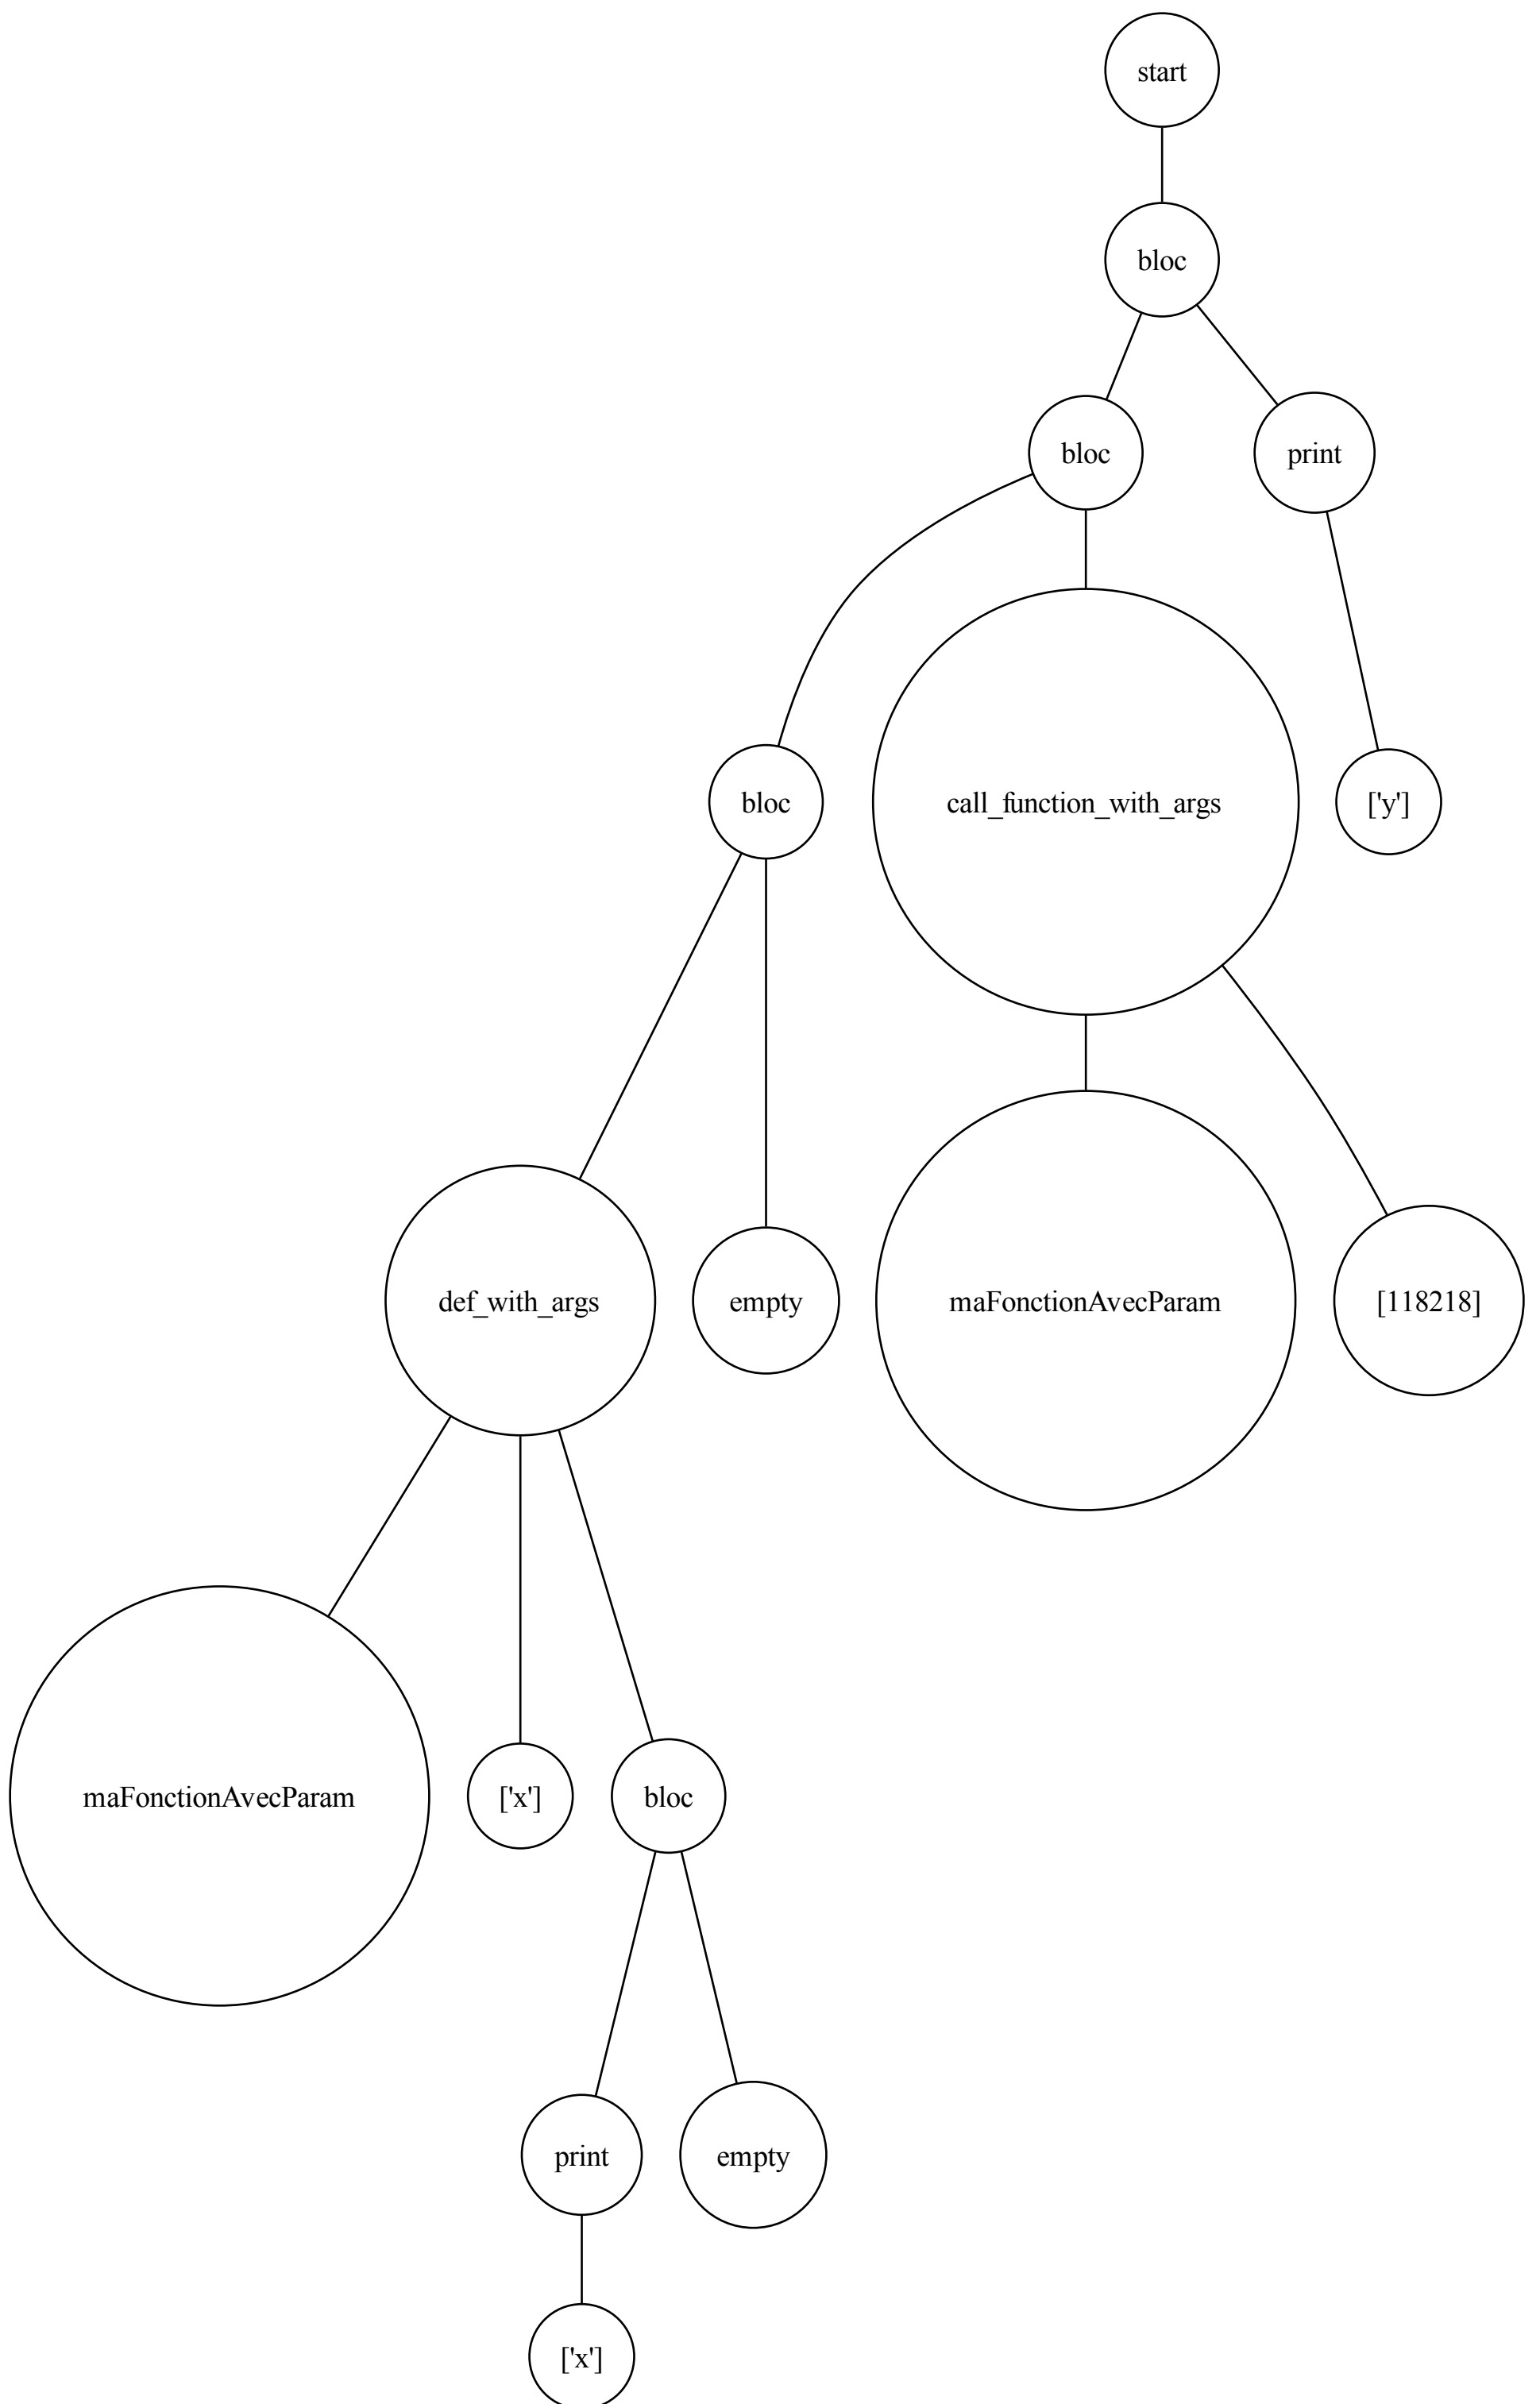 start
bloc
bloc
print
bloc
call_function_with_args
['y']
def_with_args
empty
maFonctionAvecParam
[118218]
maFonctionAvecParam
['x']
bloc
print
empty
['x']